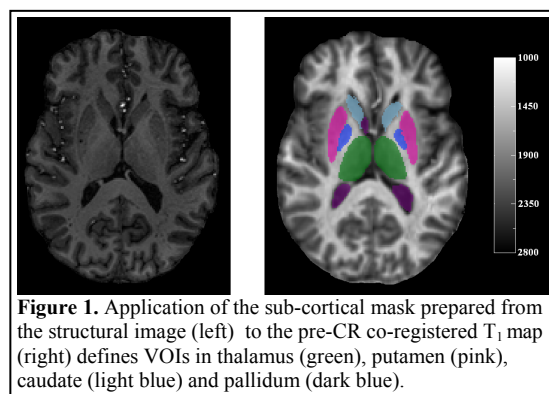 1000
1450
1900
2350
2800
Figure 1. Application of the sub-cortical mask prepared from
the structural image (left) to the pre-CR co-registered T₁ map
(right) defines VOIs in thalamus (green), putamen (pink),
caudate (light blue) and pallidum (dark blue).